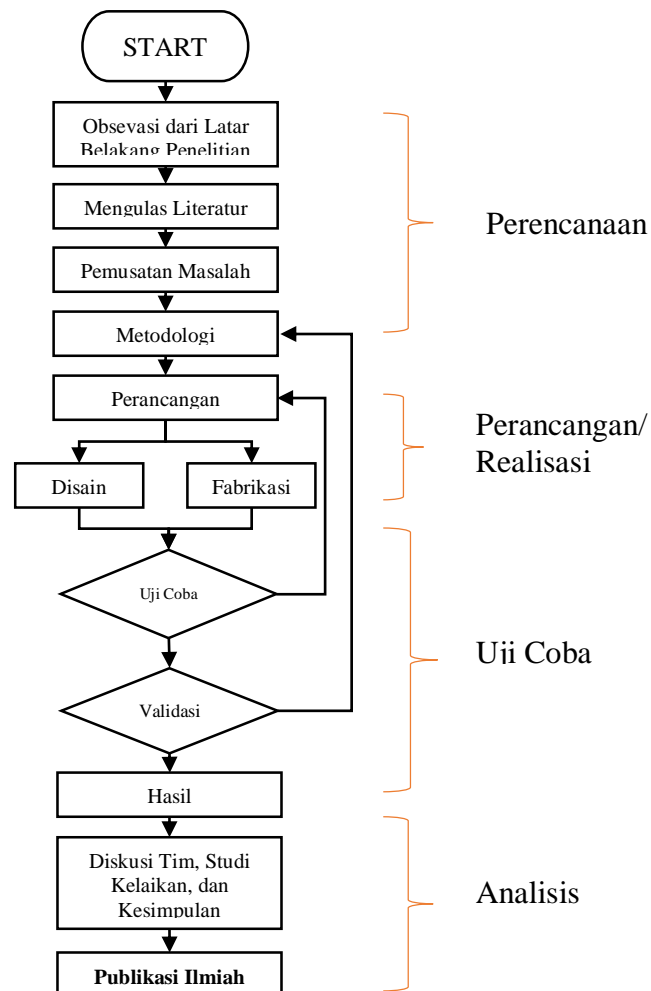 START
Obsevasi dari Latar
Belakang Penelitian
Mengulas Literatur
Pemusatan Masalah
Metodologi
Perancangan
Disain
Fabrikasi
Uji Coba
Validasi
Hasil
Diskusi Tim, Studi
Kelaikan, dan
Kesimpulan
Publikasi Ilmiah
Perencanaan
Perancangan/
Realisasi
Uji Coba
Analisis